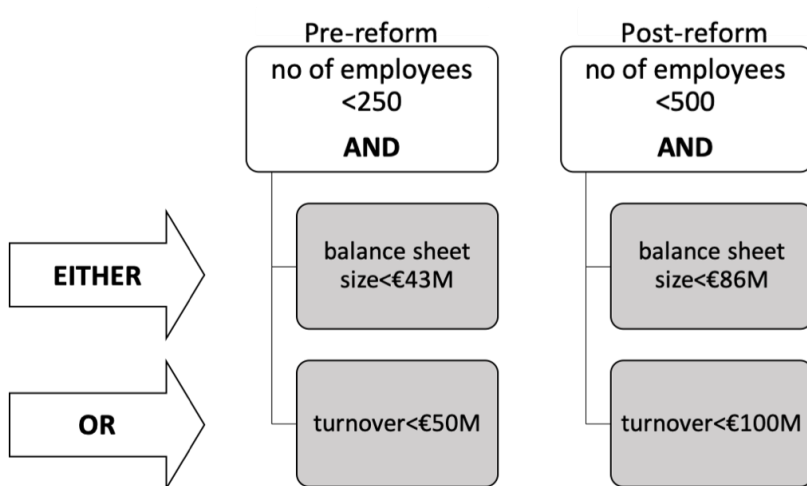 Pre-reform
no of employees
<250
AND
Post-reform
no of employees
<500
AND
EITHER
balance sheet
size<€43M
balance sheet
size<€86M
OR
turnover<€50M
turnover<€100M